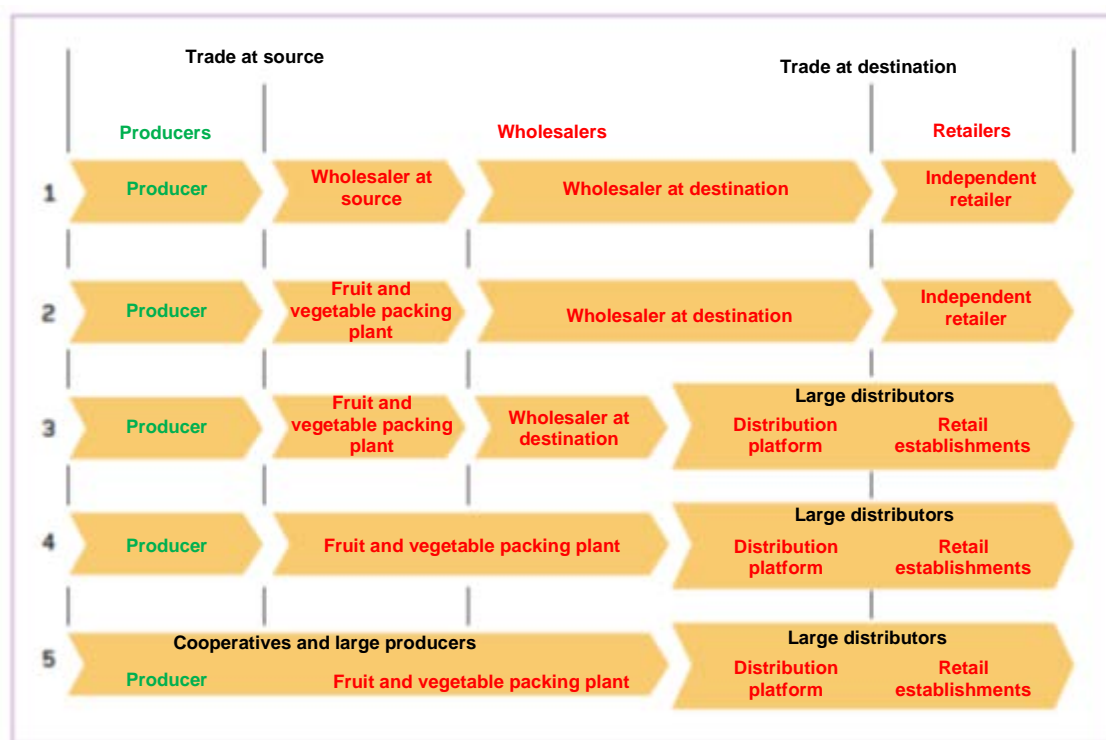 Trade at source
Trade at destination
Producers
Wholesalers
Retailers
1
Producer
Wholesaler at
source
Wholesaler at destination
Independent
retailer
2
Producer
Fruit and
vegetable packing
plant
Wholesaler at destination
Independent
retailer
3
Producer
Fruit and
vegetable packing
plant
Wholesaler at
destination
Large distributors
Distribution
platform
Retail
establishments
4
Producer
Fruit and vegetable packing plant
Large distributors
Distribution
platform
Retail
establishments
5
Cooperatives and large producers
Producer
Fruit and vegetable packing plant
Large distributors
Distribution
platform
Retail
establishments